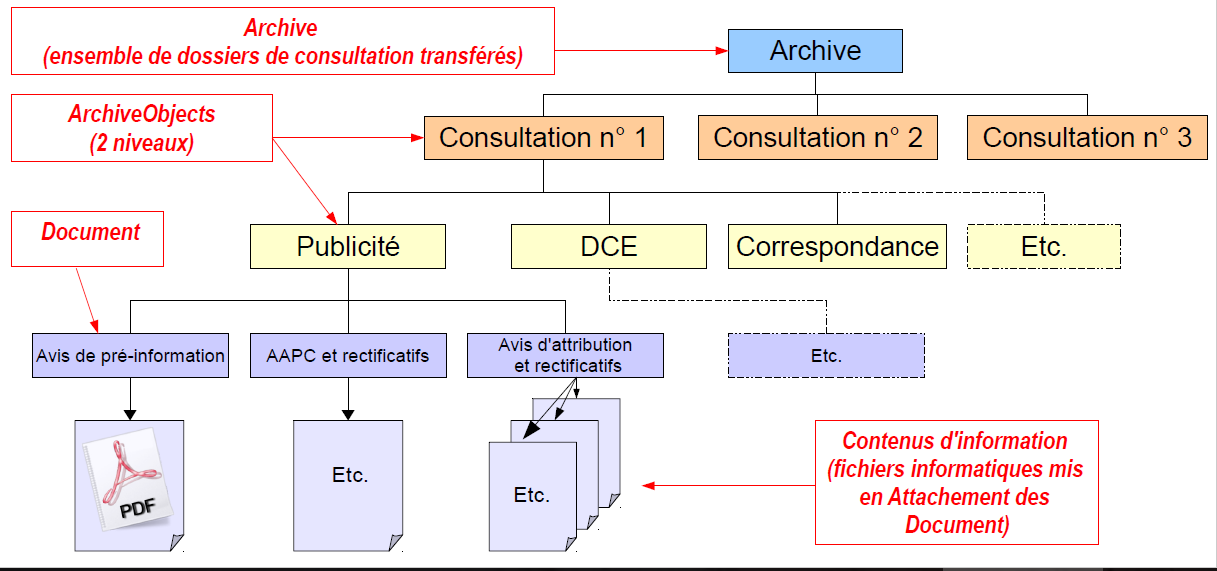 Archive
(ensemble de dossiers de consultation transférés)
Archive
ArchiveObjects
(2 niveaux)
Consultation n° 1
Consultation n° 2
Consultation n° 3
Document
Publicité
DCE
Correspondance
Etc.
Avis de pré-information
AAPC et rectificatifs
Avis d'attribution
et rectificatifs
Etc.
PDF
Etc.
Etc.
Contenus d'information
(fichiers informatiques mis
en Attachement des
Document)